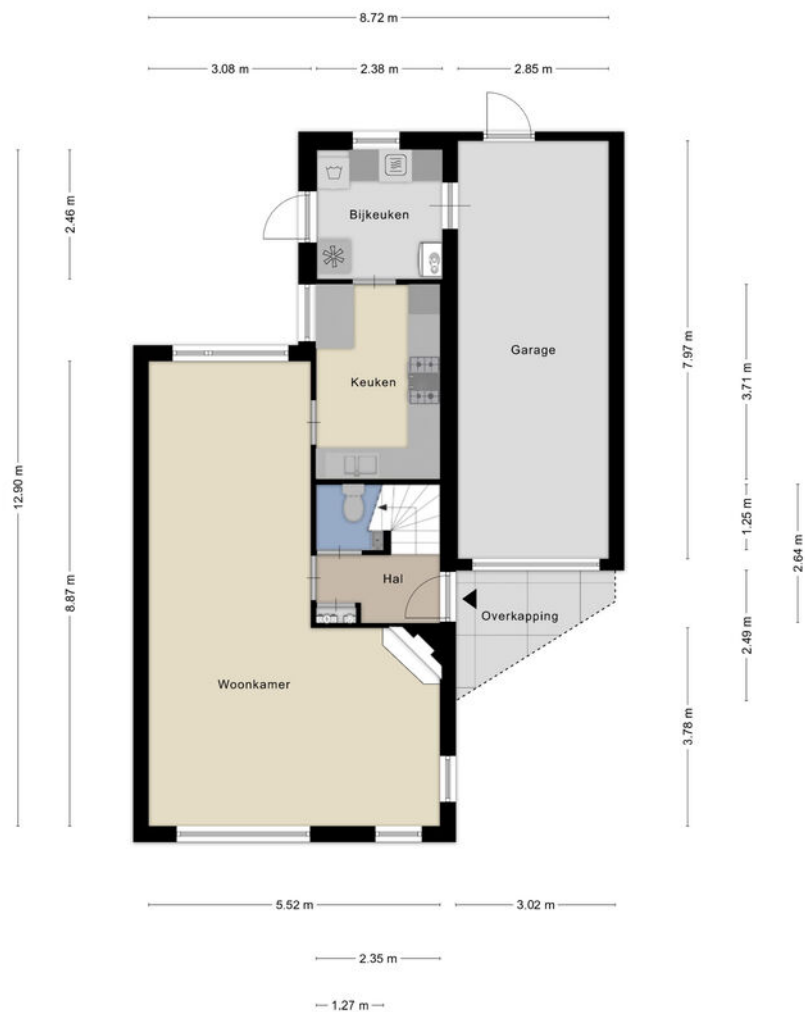 8.72 m
3.08 m
2.38 m
2.85 m
2.46 m
Bijkeuken
12.90 m
8.87 m
Keuken
Garage
7.97 m
3.71 m
1.25 m
2.64 m
Hal
Overkapping
2.49 m
Woonkamer
3.78 m
5.52 m
3.02 m
2.35 m
1.27 m